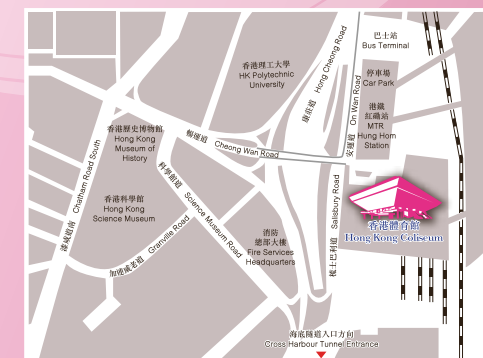 巴士站
Bus Terminal
香港理工大學
HK Polytechnic
University
康莊道 Hong Cheong Road
停車場
Car Park
安運道 On Wan Road
港鐵
紅磡站
MTR
Hung Hom
Station
香港歷史博物館
Hong Kong
Museum of
History
暢運道 Cheong Wan Road
漆咸道南 Chatham Road South
科學館道 Science Museum Road
香港科學館
Hong Kong
Science Museum
加連威老道 Granville Road
梳士巴利道 Salisbury Road
香港體育館
Hong Kong Coliseum
消防
總部大樓
Fire Services
Headquarters
海底隧道入口方向
Cross Harbour Tunnel Entrance